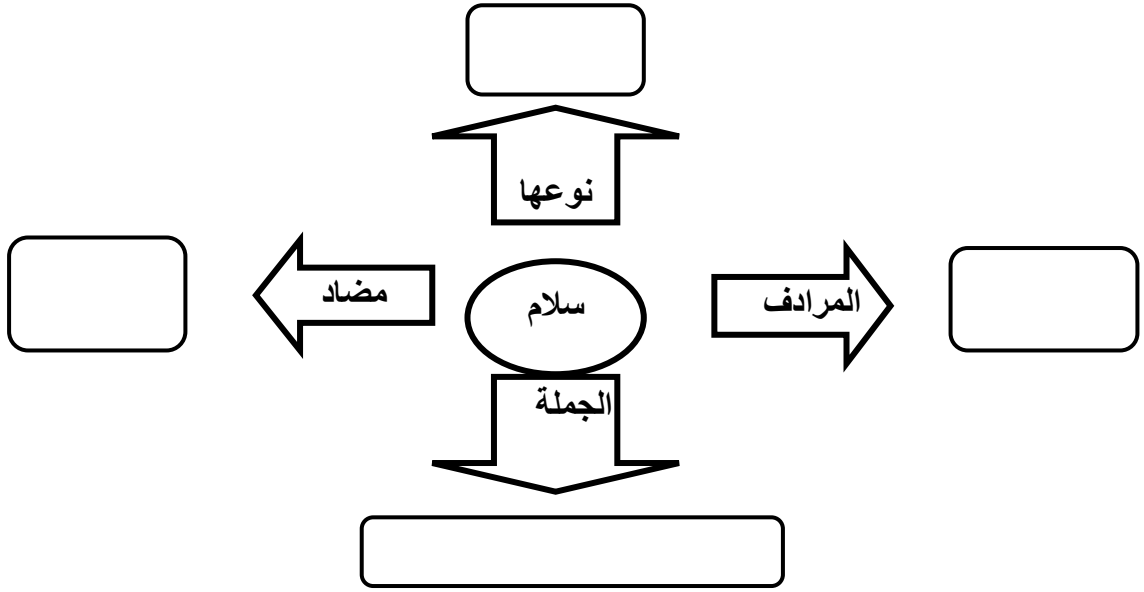 نوعها
المرادف
سلام
مضاد
الجملة